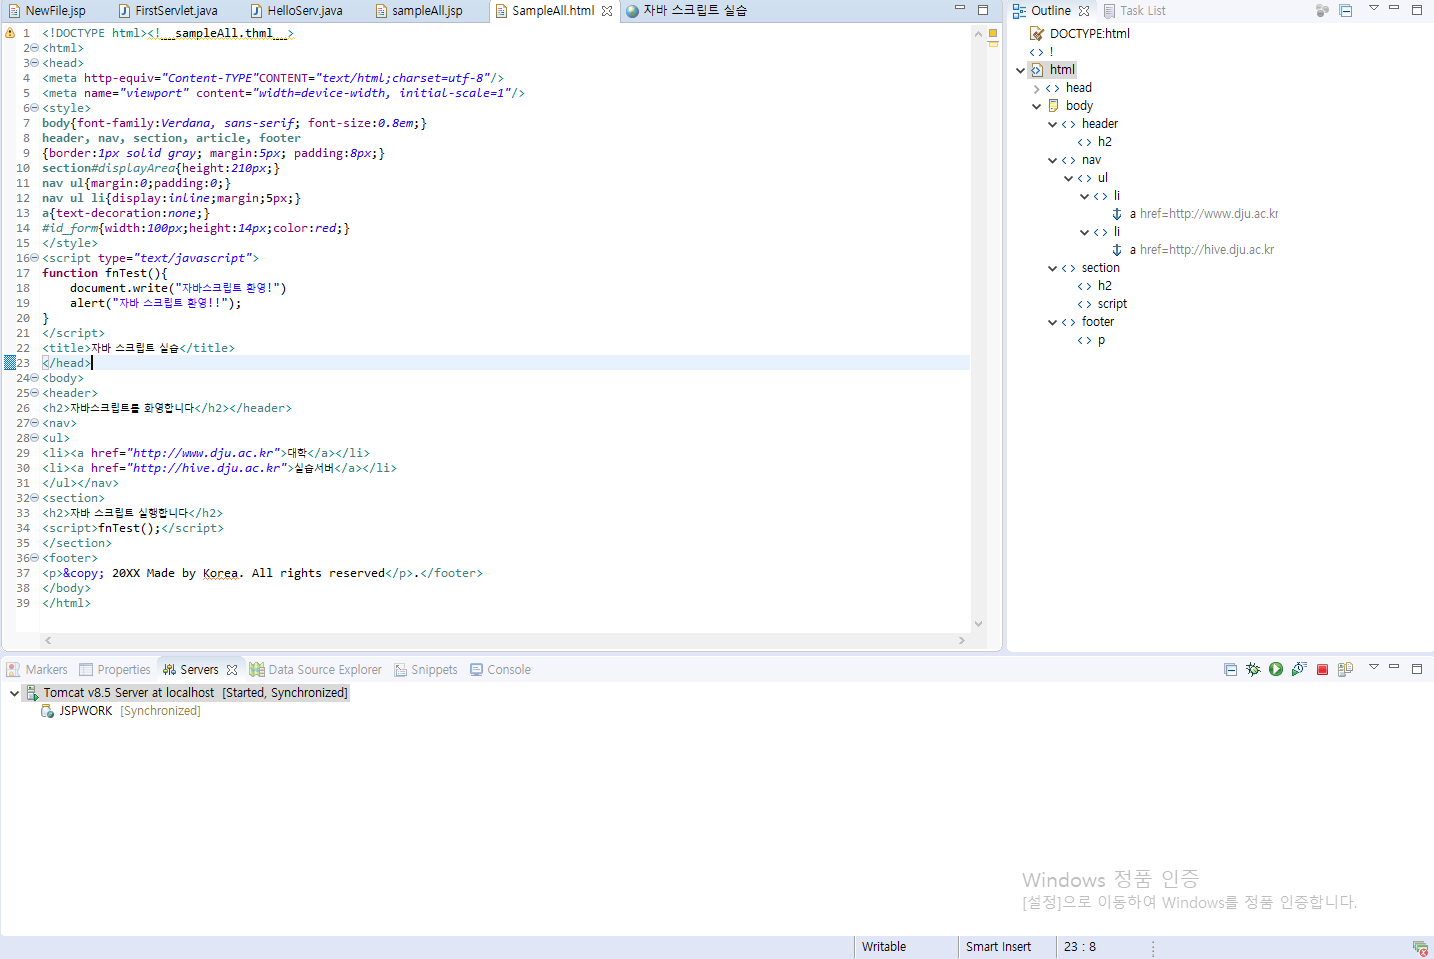 NewFile.jsp FirstServlet.java HelloServ.java sampleAll.jsp SampleAll.html 자바 스크립트 실습
1 <!DOCTYPE html><!__sampleAll.thml__>
2 <html>
3 <head>
4 <meta http-equiv="Content-TYPE"CONTENT="text/html;charset=utf-8"/>
5 <meta name="viewport" content="width=device-width, initial-scale=1"/>
6 <style>
7 body{font-family:Verdana, sans-serif; font-size:0.8em;}
8 header, nav, section, article, footer
9 {border:1px solid gray; margin:5px; padding:8px;}
10 section#displayArea{height:210px;}
11 nav ul{margin:0;padding:0;}
12 nav ul li{display:inline;margin;5px;}
13 a{text-decoration:none;}
14 #id_form{width:100px;height:14px;color:red;}
15 </style>
16 <script type="text/javascript">
17 function fnTest(){
18 document.write("자바스크립트 환영!")
19 alert("자바 스크립트 환영!!");
20 }
21 </script>
22 <title>자바 스크립트 실습</title>
23 </head>
24 <body>
25 <header>
26 <h2>자바스크립트를 화영합니다</h2></header>
27 <nav>
28 <ul>
29 <li><a href="http://www.dju.ac.kr">대학</a></li>
30 <li><a href="http://hive.dju.ac.kr">실습서버</a></li>
31 </ul></nav>
32 <section>
33 <h2>자바 스크립트 실행합니다</h2>
34 <script>fnTest();</script>
35 </section>
36 <footer>
37 <p>&copy; 20XX Made by Korea. All rights reserved</p>.</footer>
38 </body>
39 </html>
Outline Task List
DOCTYPE:html
!
html
head
body
header
h2
nav
ul
li
a href=http://www.dju.ac.kr
li
a href=http://hive.dju.ac.kr
section
h2
script
footer
p
Markers Properties Servers Data Source Explorer Snippets Console
Tomcat v8.5 Server at localhost [Started, Synchronized]
JSPWORK [Synchronized]
Windows 정품 인증
[설정]으로 이동하여 Windows를 정품 인증합니다.
Writable Smart Insert 23 : 8